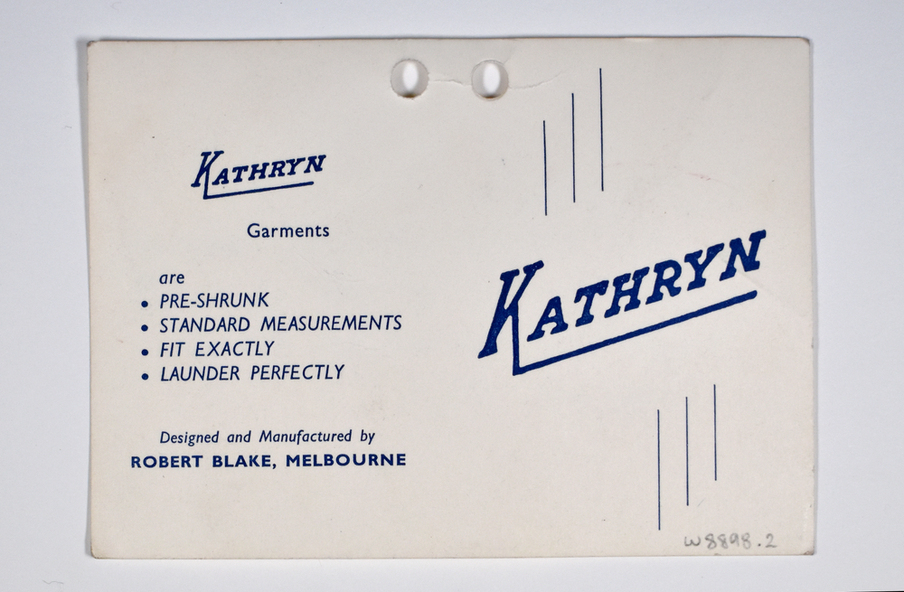 KATHRYN
Garments
are
• PRE-SHRUNK
• STANDARD MEASUREMENTS
• FIT EXACTLY
• LAUNDER PERFECTLY
Designed and Manufactured by
ROBERT BLAKE, MELBOURNE
KATHRYN
W8898.2